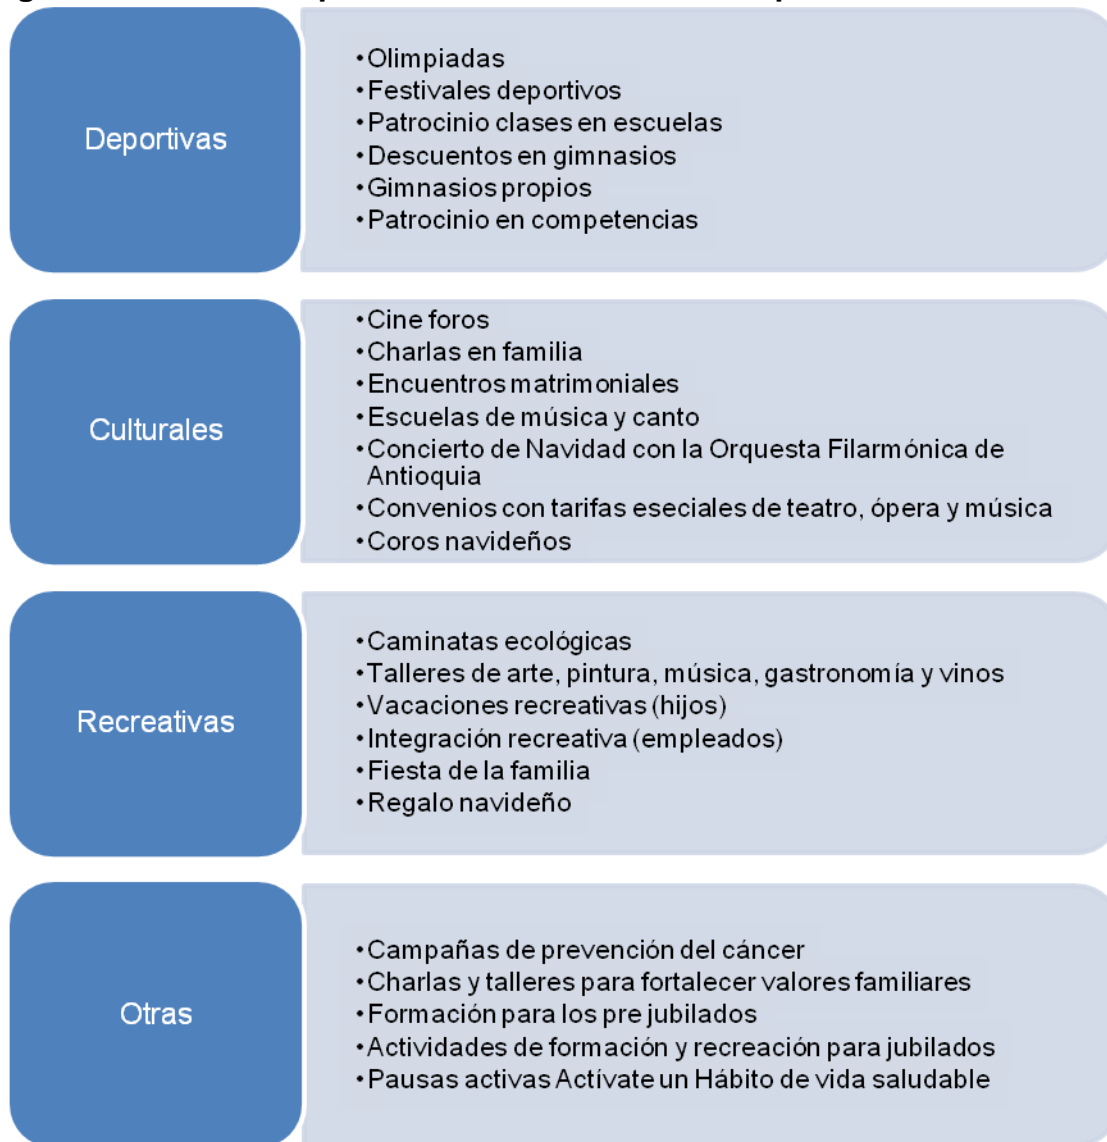 Deportivas
•Olimpiadas
•Festivales deportivos
•Patrocinio clases en escuelas
•Descuentos en gimnasios
•Gimnasios propios
•Patrocinio en competencias
Culturales
•Cine foros
•Charlas en familia
•Encuentros matrimoniales
•Escuelas de música y canto
•Concierto de Navidad con la Orquesta Filarmónica de
Antioquia
•Convenios con tarifas eseciales de teatro, ópera y música
•Coros navideños
Recreativas
•Caminatas ecológicas
•Talleres de arte, pintura, música, gastronomía y vinos
•Vacaciones recreativas (hijos)
•Integración recreativa (empleados)
•Fiesta de la familia
•Regalo navideño
Otras
•Campañas de prevención del cáncer
•Charlas y talleres para fortalecer valores familiares
•Formación para los pre jubilados
•Actividades de formación y recreación para jubilados
•Pausas activas Actívate un Hábito de vida saludable